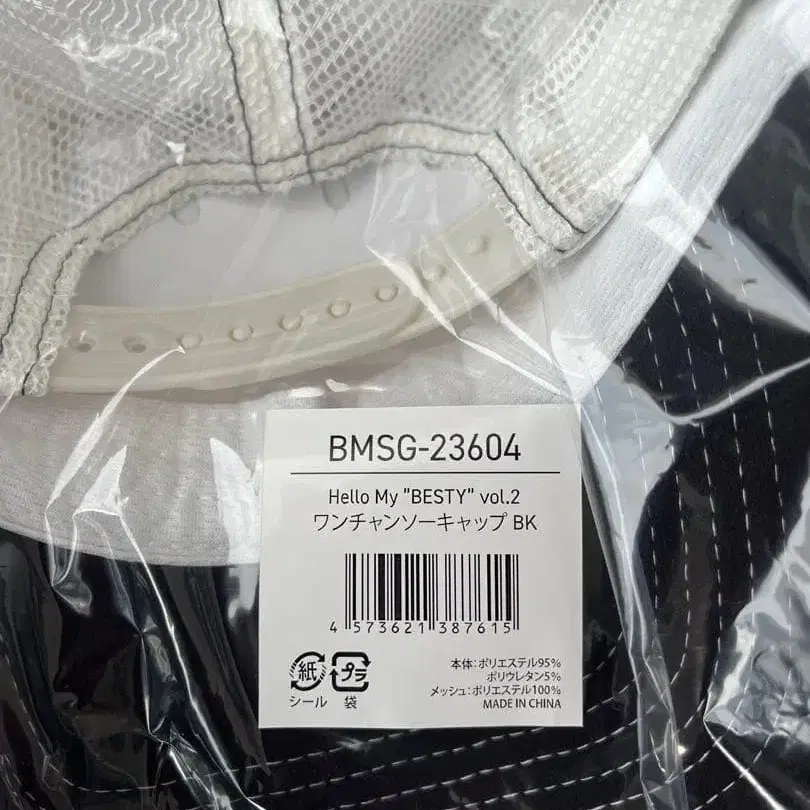 BMSG-23604
Hello My "BESTY" vol.2
ワンチャンソーキャップ BK
4 573621 387615
紙 プラ
シール 袋
本体:ポリエステル95%
ポリウレタン5%
メッシュ:ポリエステル100%
MADE IN CHINA